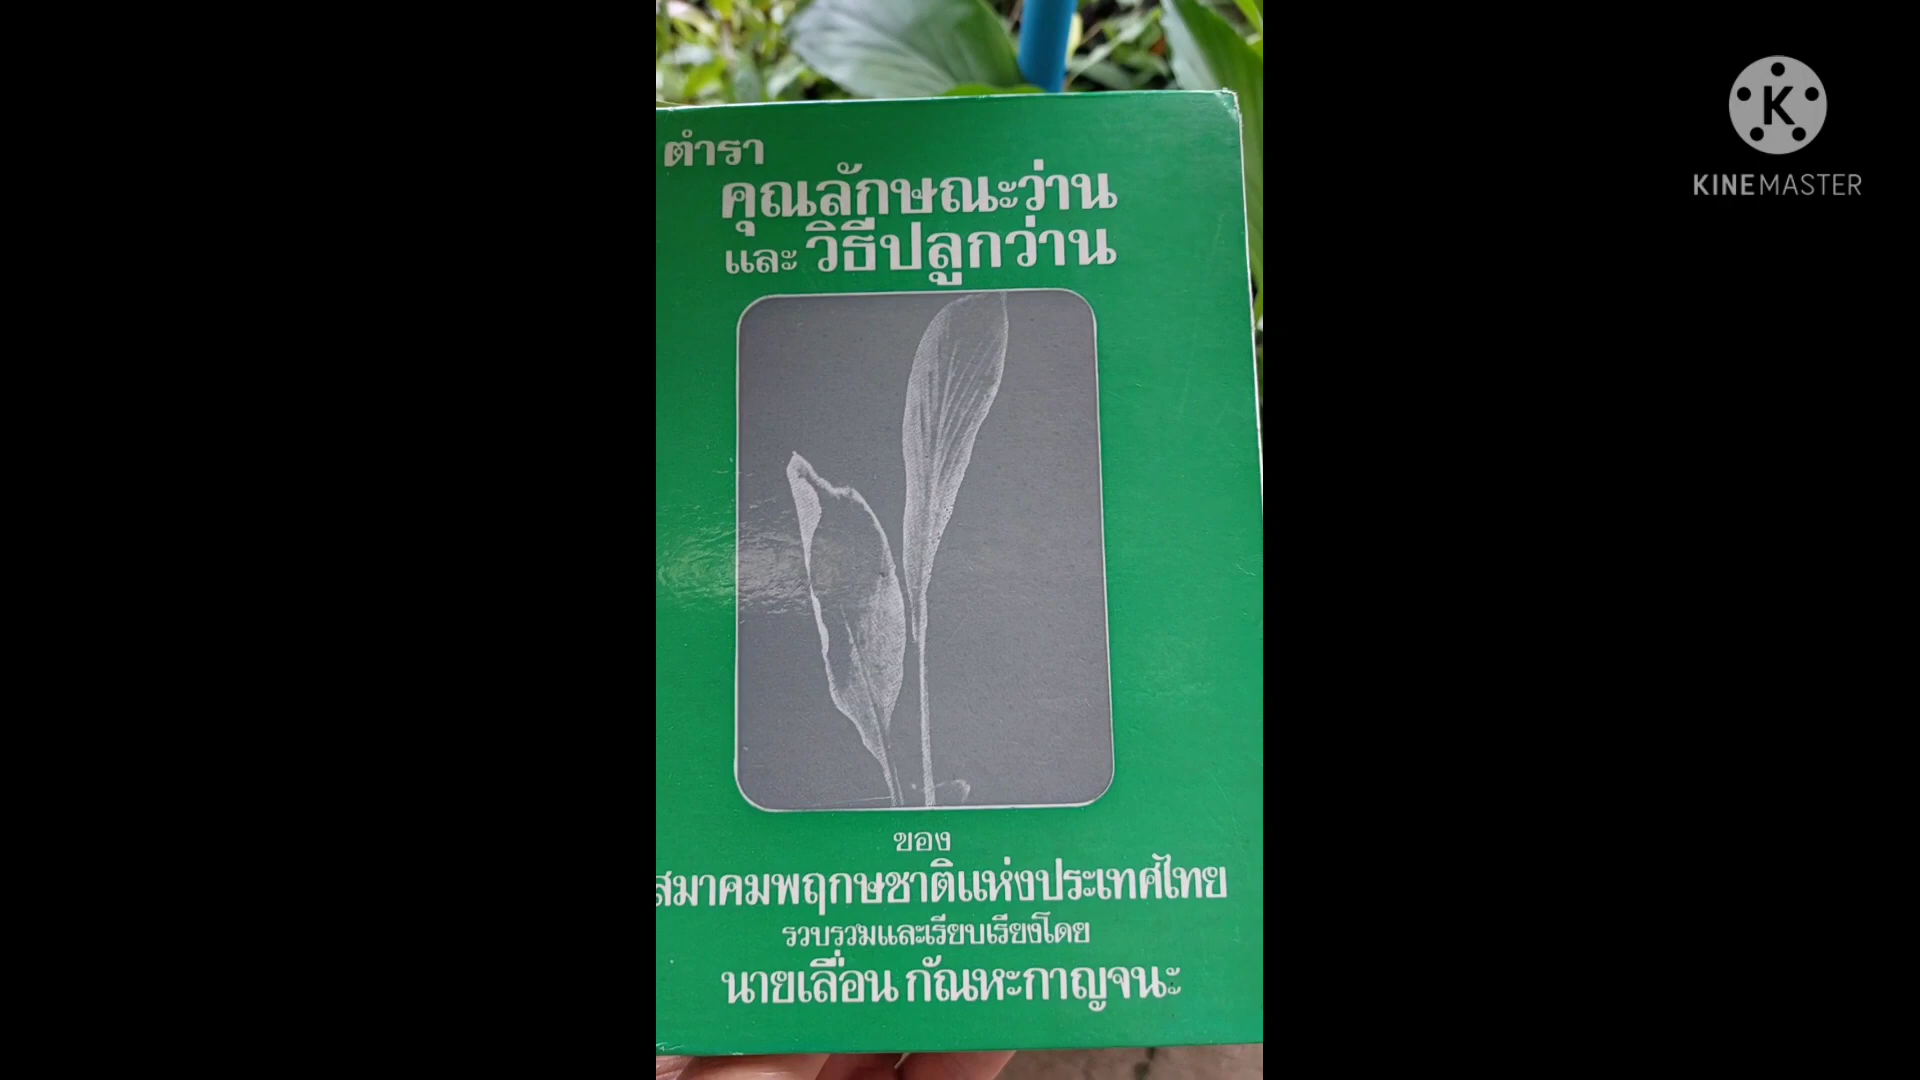 ตำรา
คุณลักษณะว่าน
และ วิธีปลูกว่าน
ของ
สมาคมพฤกษชาติแห่งประเทศไทย
รวบรวมและเรียบเรียงโดย
นายเลื่อน กัณหะกาญจนะ
K
KINEMASTER